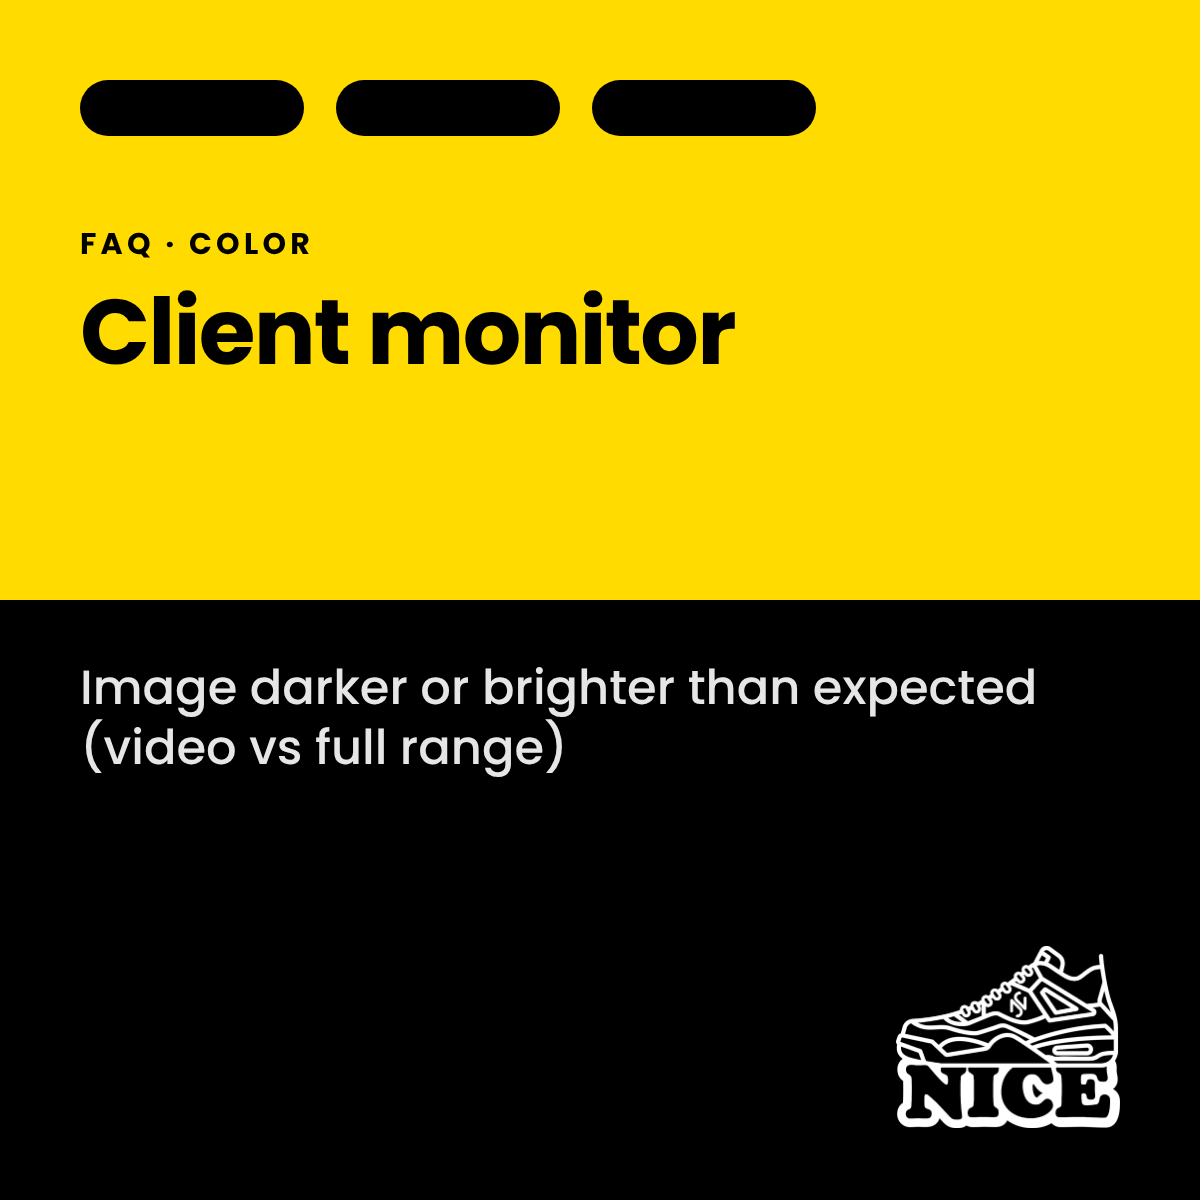 FAQ · COLOR
Client monitor
Image darker or brighter than expected
(video vs full range)
NICE